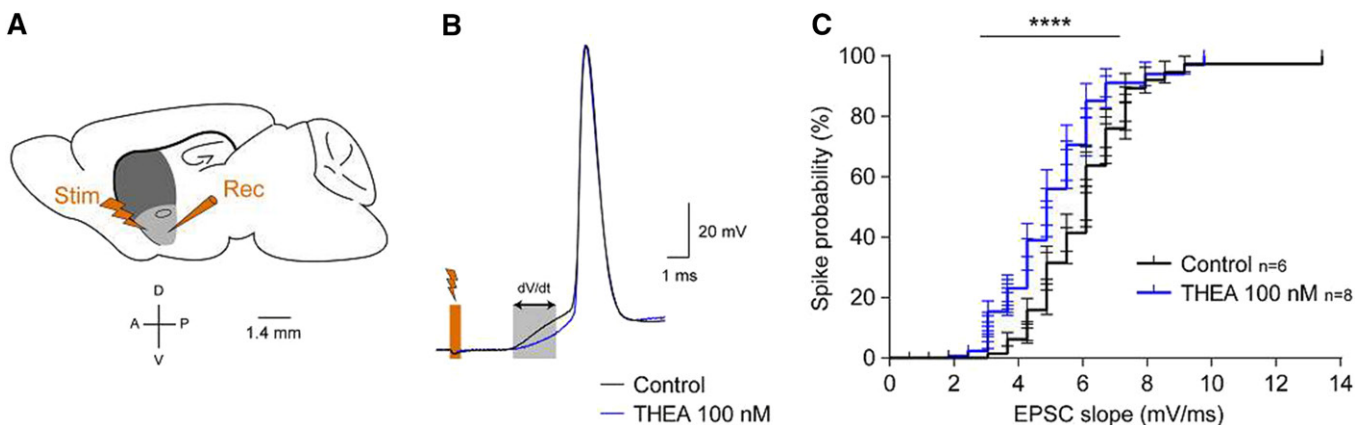 A
Stim
Rec
D
A
P
V
1.4 mm
B
dV/dt
20 mV
1 ms
Control
THEA 100 nM
C
****
Spike probability (%)
100
80
60
40
20
0
Control n=6
THEA 100 nM n=8
0 2 4 6 8 10 12 14
EPSC slope (mV/ms)